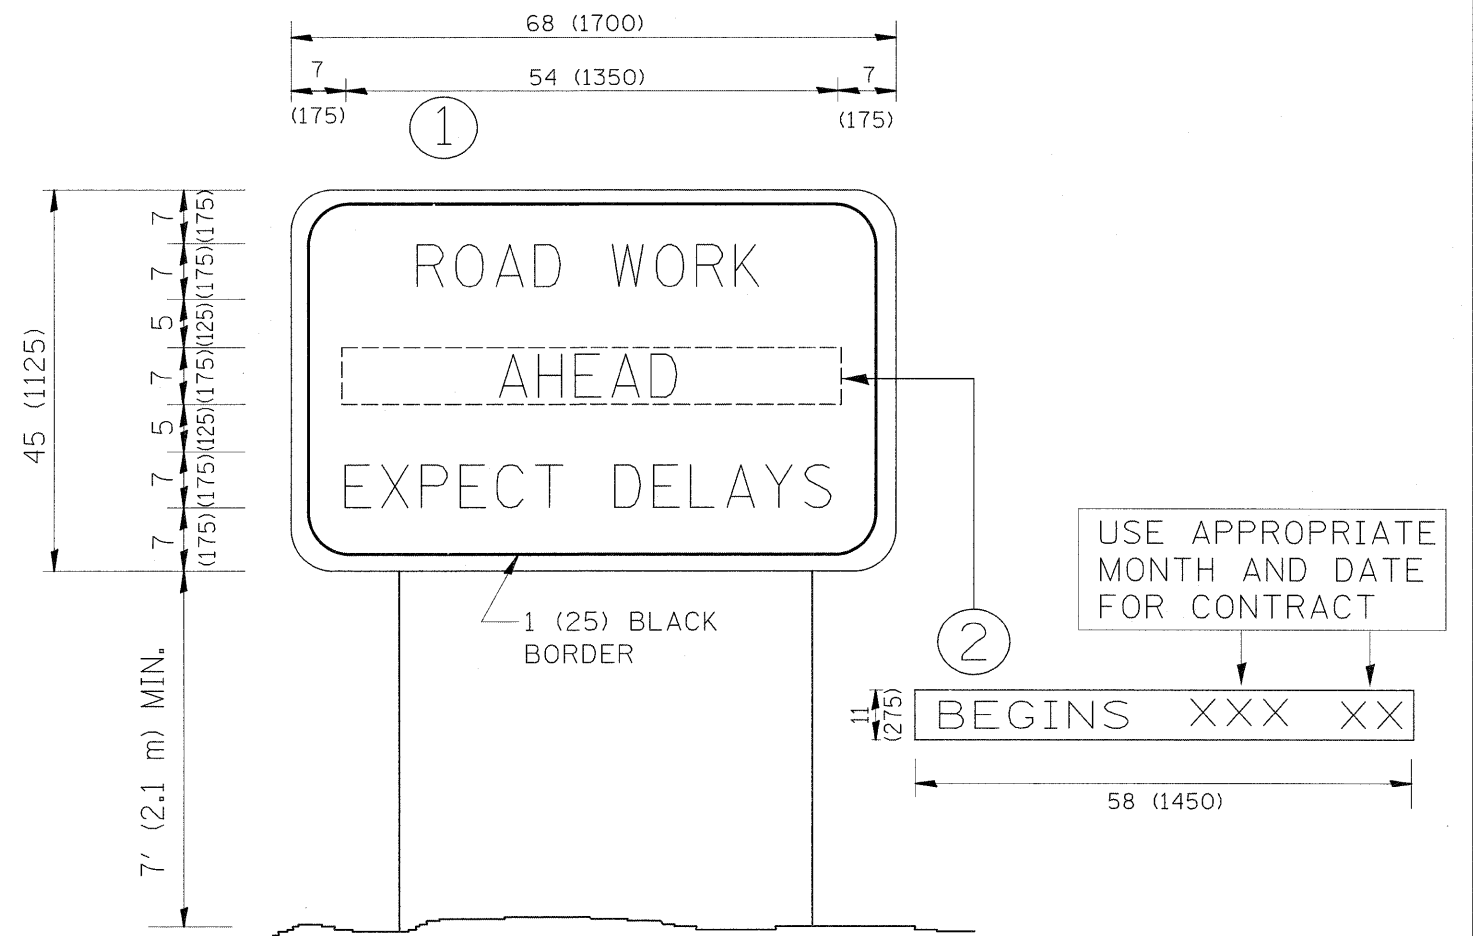 68 (1700)
7
54 (1350)
7
(175)
(175)
1
45 (1125)
7 (175)
7 (175)
5 (125)
7 (175)
5 (125)
7 (175)
7 (175)
ROAD WORK
AHEAD
EXPECT DELAYS
1 (25) BLACK
BORDER
7' (2.1 m) MIN.
USE APPROPRIATE
MONTH AND DATE
FOR CONTRACT
2
11
(275)
BEGINS XXX XX
58 (1450)